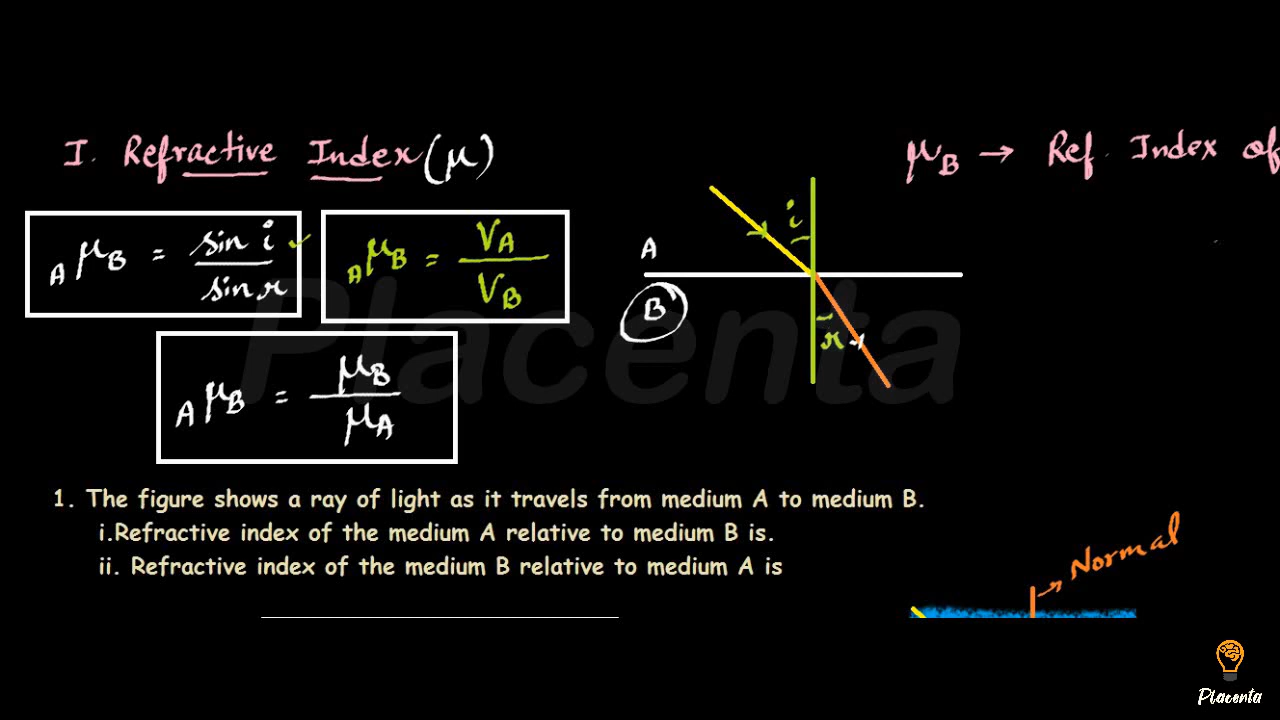 I. Refractive Index (μ)
μB → Ref. Index of
AμB = sin i / sin r ✓
AμB = VA / VB
AμB = μB / μA
i
A
B
r
Placenta
1. The figure shows a ray of light as it travels from medium A to medium B.
i.Refractive index of the medium A relative to medium B is.
ii. Refractive index of the medium B relative to medium A is
Normal
Placenta